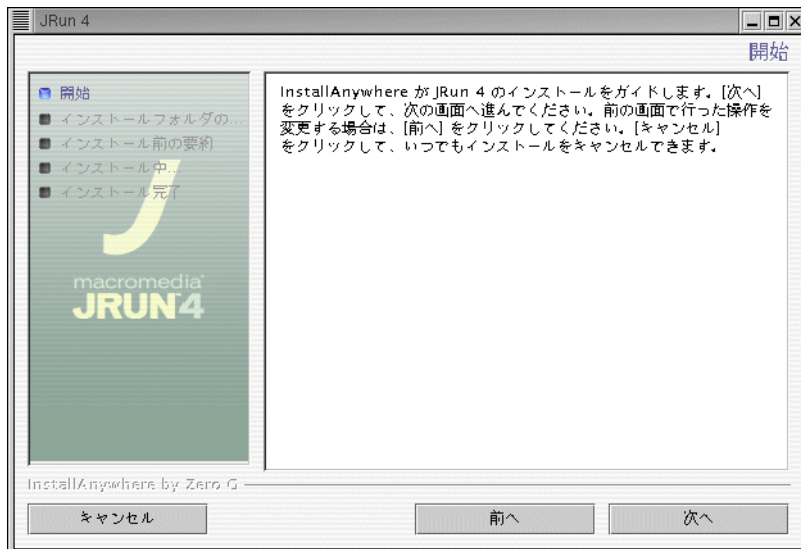 JRun 4
開始
開始
インストールフォルダの...
インストール前の要約
インストール中...
インストール完了
J
macromedia®
JRUN™4
InstallAnywhere が JRun 4 のインストールをガイドします。[次へ]
をクリックして、次の画面へ進んでください。前の画面で行った操作を
変更する場合は、[前へ] をクリックしてください。[キャンセル]
をクリックして、いつでもインストールをキャンセルできます。
InstallAnywhere by Zero G
キャンセル
前へ
次へ